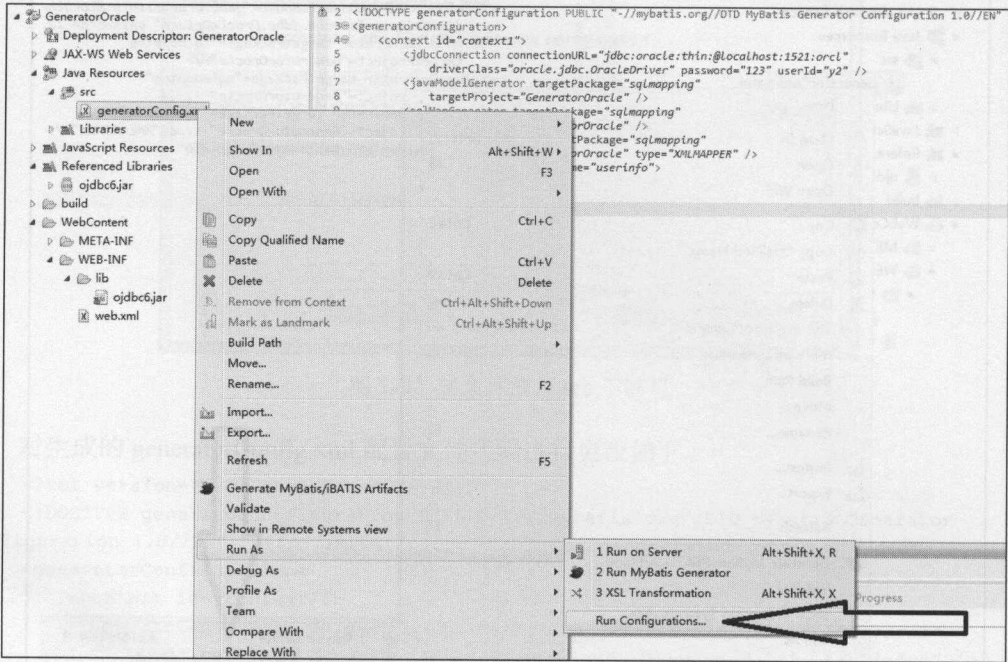 GeneratorOracle
Deployment Descriptor: GeneratorOracle
JAX-WS Web Services
Java Resources
src
generatorConfig.xm
Libraries
JavaScript Resources
Referenced Libraries
ojdbc6.jar
build
WebContent
META-INF
WEB-INF
lib
ojdbc6.jar
web.xml
2 <!DOCTYPE generatorConfiguration PUBLIC "-//mybatis.org//DTD MyBatis Generator Configuration 1.0//EN"
3 <generatorConfiguration>
4 <context id="context1">
5 <jdbcConnection connectionURL="jdbc:oracle:thin:@localhost:1521:orcl"
6 driverClass="oracle.jdbc.OracleDriver" password="123" userId="y2" />
7 <javaModelGenerator targetPackage="sqlmapping"
8 targetProject="GeneratorOracle" />
9 <sqlMapGenerator targetPackage="sqlmapping"
orOracle" />
tPackage="sqlmapping"
orOracle" type="XMLMAPPER" />
me="userinfo">
New
Show In Alt+Shift+W
Open F3
Open With
Copy Ctrl+C
Copy Qualified Name
Paste Ctrl+V
Delete Delete
Remove from Context Ctrl+Alt+Shift+Down
Mark as Landmark Ctrl+Alt+Shift+Up
Build Path
Move...
Rename... F2
Import...
Export...
Refresh F5
Generate MyBatis/iBATIS Artifacts
Validate
Show in Remote Systems view
Run As
Debug As
Profile As
Team
Compare With
Replace With
1 Run on Server Alt+Shift+X, R
2 Run MyBatis Generator
3 XSL Transformation Alt+Shift+X, X
Run Configurations...
Progress